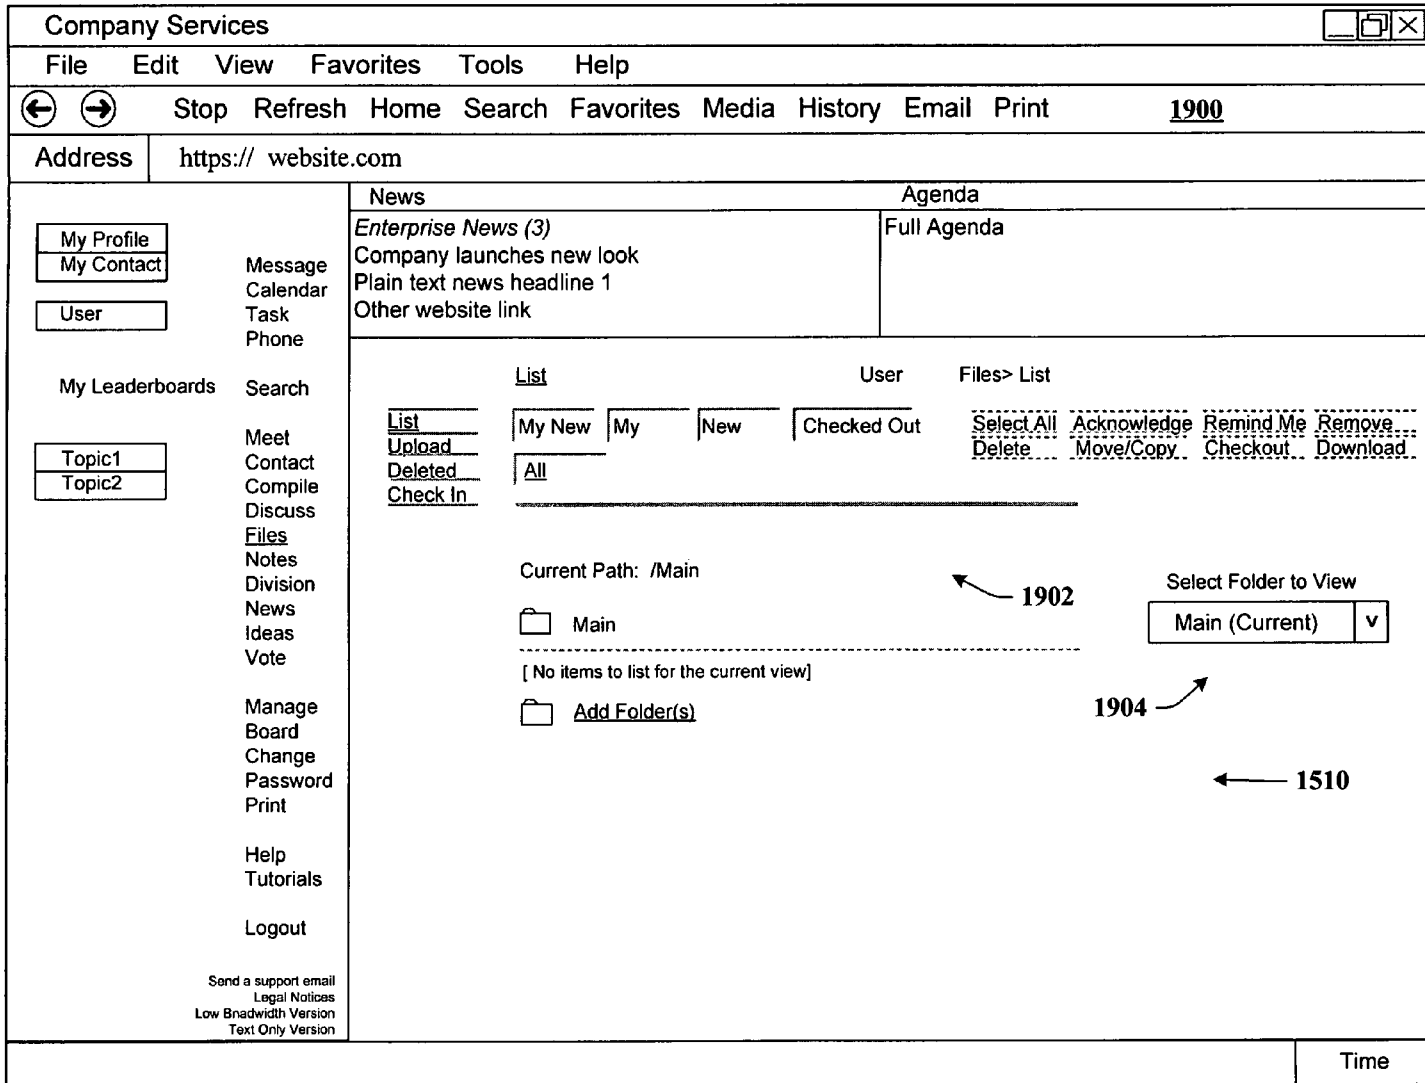 Company Services
File Edit View Favorites Tools Help
Stop Refresh Home Search Favorites Media History Email Print 1900
Address https:// website.com
News Agenda
Enterprise News (3)
Company launches new look
Plain text news headline 1
Other website link
Full Agenda
My Profile
My Contact
User
My Leaderboards
Topic1
Topic2
Message
Calendar
Task
Phone
Search
Meet
Contact
Compile
Discuss
Files
Notes
Division
News
Ideas
Vote
Manage
Board
Change
Password
Print
Help
Tutorials
Logout
Send a support email
Legal Notices
Low Bnadwidth Version
Text Only Version
List User Files> List
List
Upload
Deleted
Check In
My New My New Checked Out
All
Select All Acknowledge Remind Me Remove
Delete Move/Copy Checkout Download
Current Path: /Main
1902
Select Folder to View
Main (Current) v
Main
[ No items to list for the current view]
Add Folder(s)
1904
1510
Time